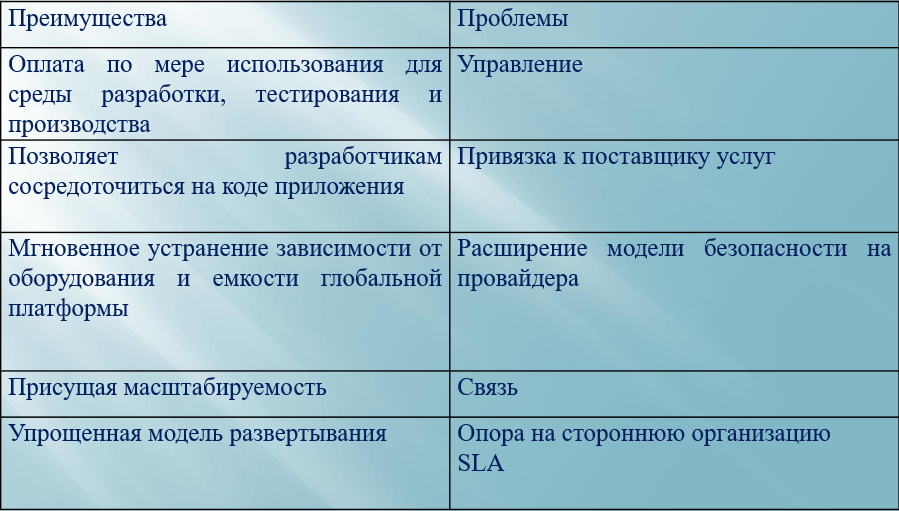 Преимущества
Проблемы
Оплата по мере использования для
среды разработки, тестирования и
производства
Управление
Позволяет разработчикам
сосредоточиться на коде приложения
Привязка к поставщику услуг
Мгновенное устранение зависимости от
оборудования и емкости глобальной
платформы
Расширение модели безопасности на
провайдера
Присущая масштабируемость
Связь
Упрощенная модель развертывания
Опора на стороннюю организацию
SLA